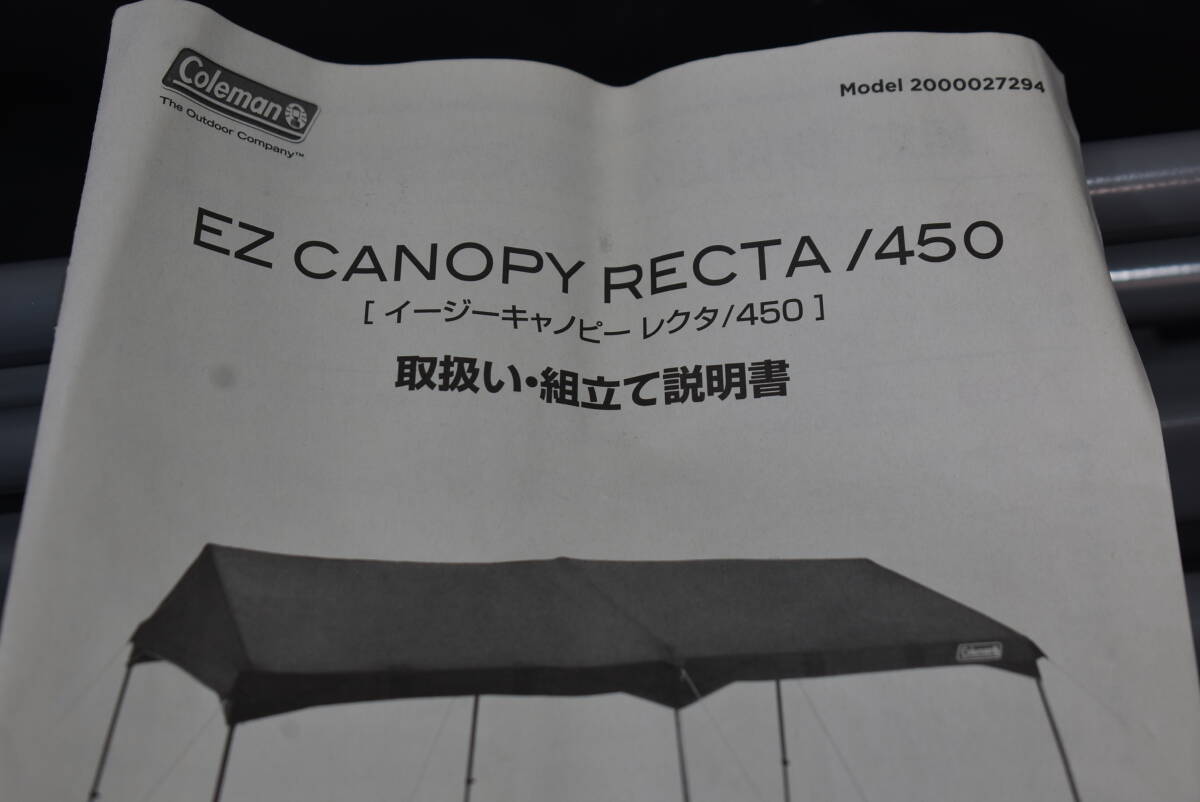 Coleman
The Outdoor Company™
Model 2000027294
EZ CANOPY RECTA /450
[ イージーキャノピー レクタ/450 ]
取扱い・組立て説明書
Coleman